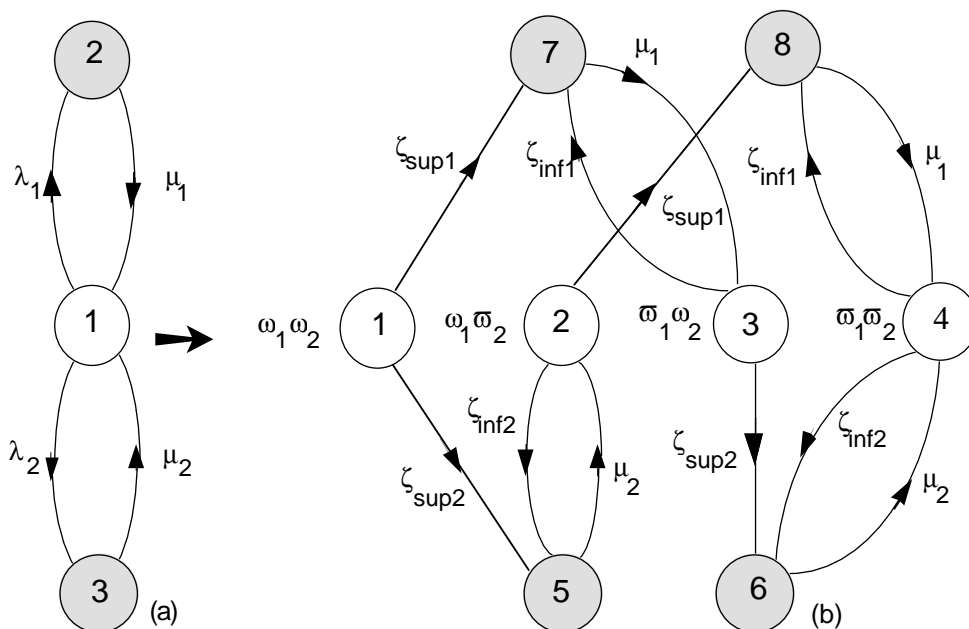 2
7
8
μ1
λ1
μ1
ζsup1
ζinf1
ζsup1
ζinf1
μ1
1
ω1ω2
1
ω1ϖ2
2
ϖ1ω2
3
ϖ1ϖ2
4
λ2
μ2
ζsup2
ζinf2
μ2
ζsup2
ζinf2
μ2
3
(a)
5
6
(b)